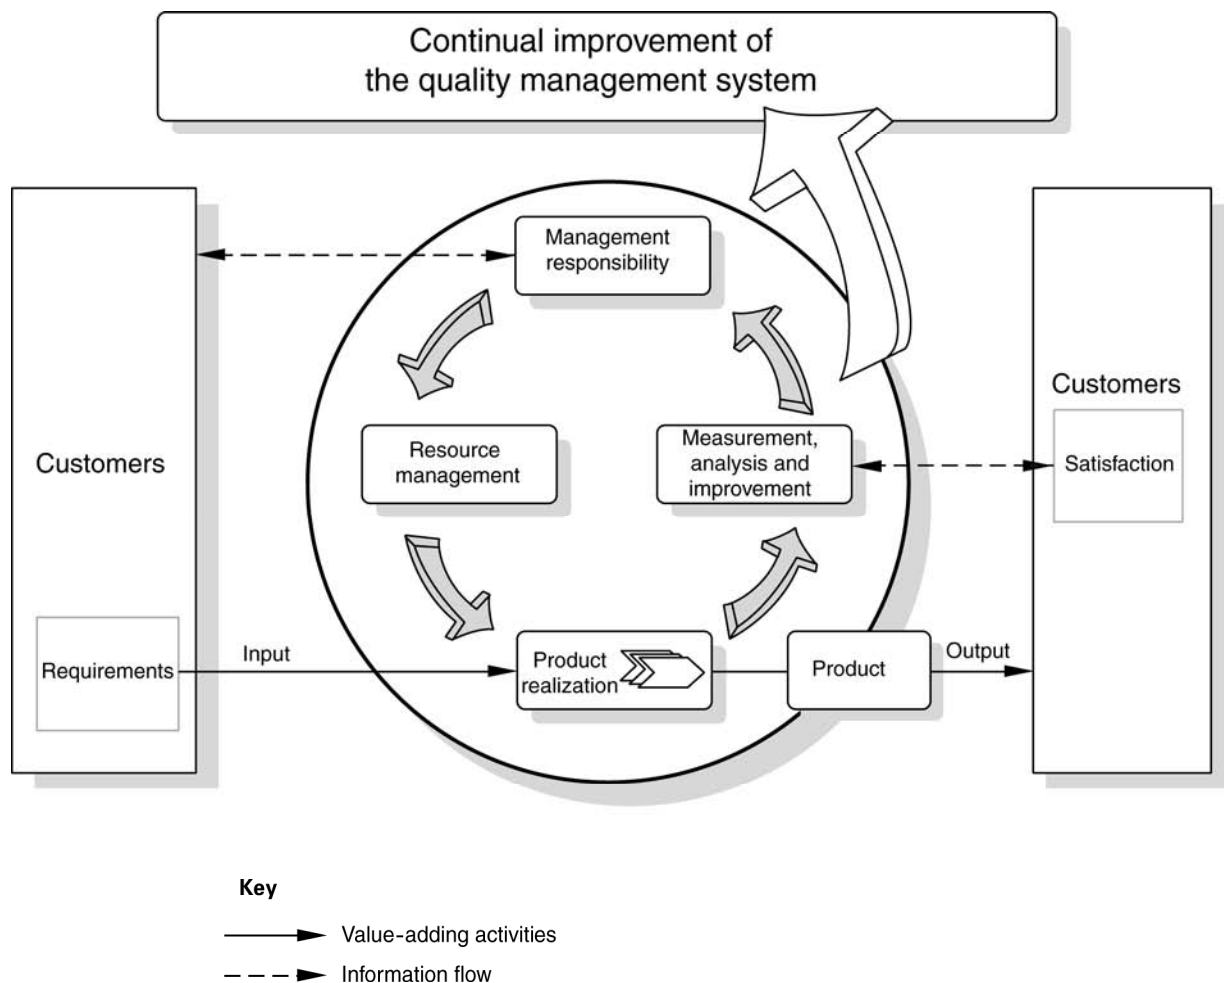 Continual improvement of
the quality management system
Management
responsibility
Customers
Resource
management
Measurement,
analysis and
improvement
Customers
Satisfaction
Requirements
Input
Product
realization
Product
Output
Key
Value-adding activities
Information flow